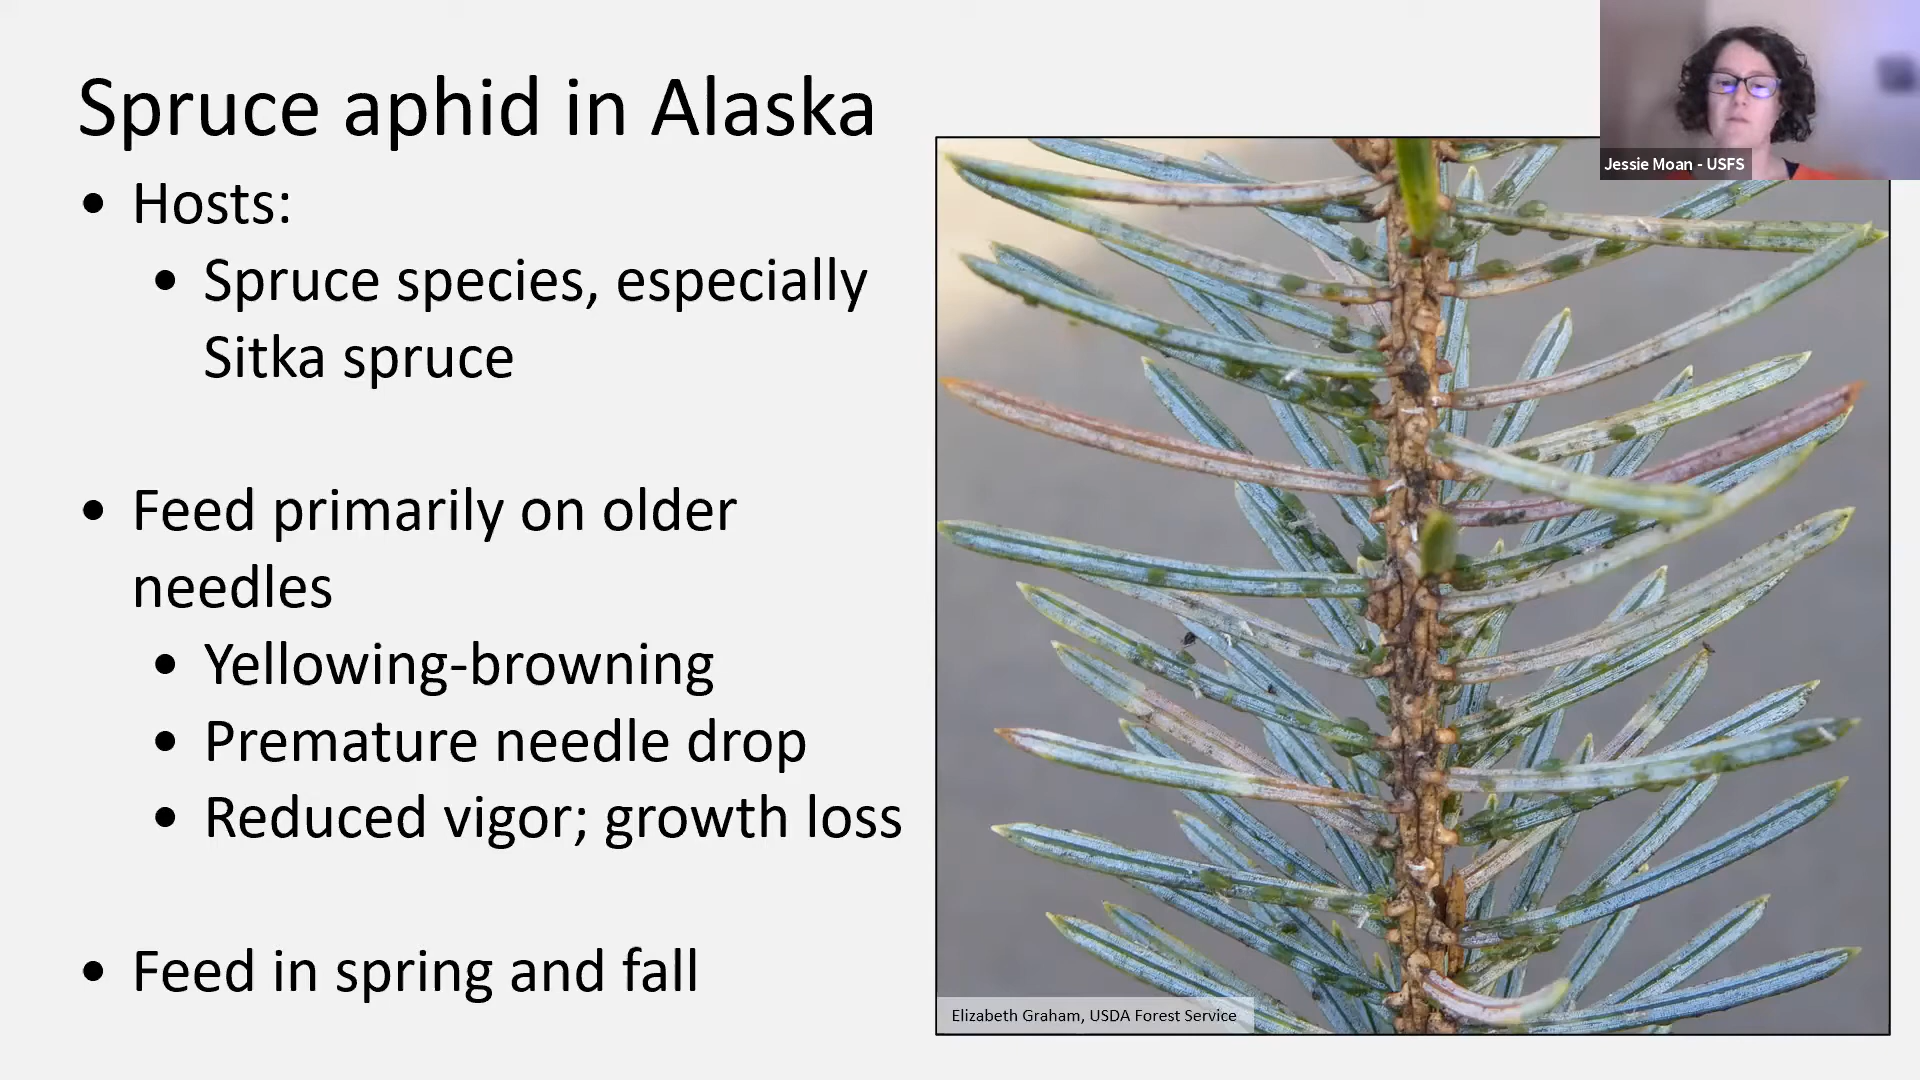 Spruce aphid in Alaska
• Hosts:
• Spruce species, especially
Sitka spruce
• Feed primarily on older
needles
• Yellowing-browning
• Premature needle drop
• Reduced vigor; growth loss
• Feed in spring and fall
Jessie Moan - USFS
Elizabeth Graham, USDA Forest Service